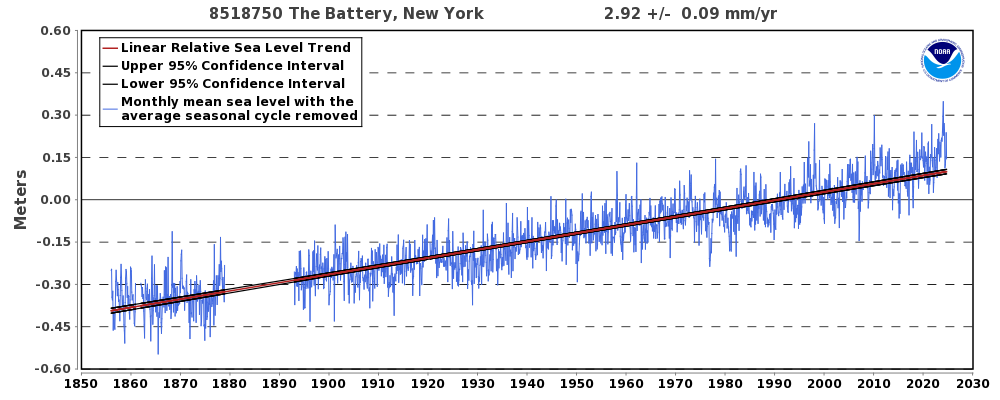 8518750 The Battery, New York 2.92 +/- 0.09 mm/yr
0.60
0.45
0.30
0.15
0.00
-0.15
-0.30
-0.45
-0.60
Meters
Linear Relative Sea Level Trend
Upper 95% Confidence Interval
Lower 95% Confidence Interval
Monthly mean sea level with the
average seasonal cycle removed
NOAA
1850 1860 1870 1880 1890 1900 1910 1920 1930 1940 1950 1960 1970 1980 1990 2000 2010 2020 2030